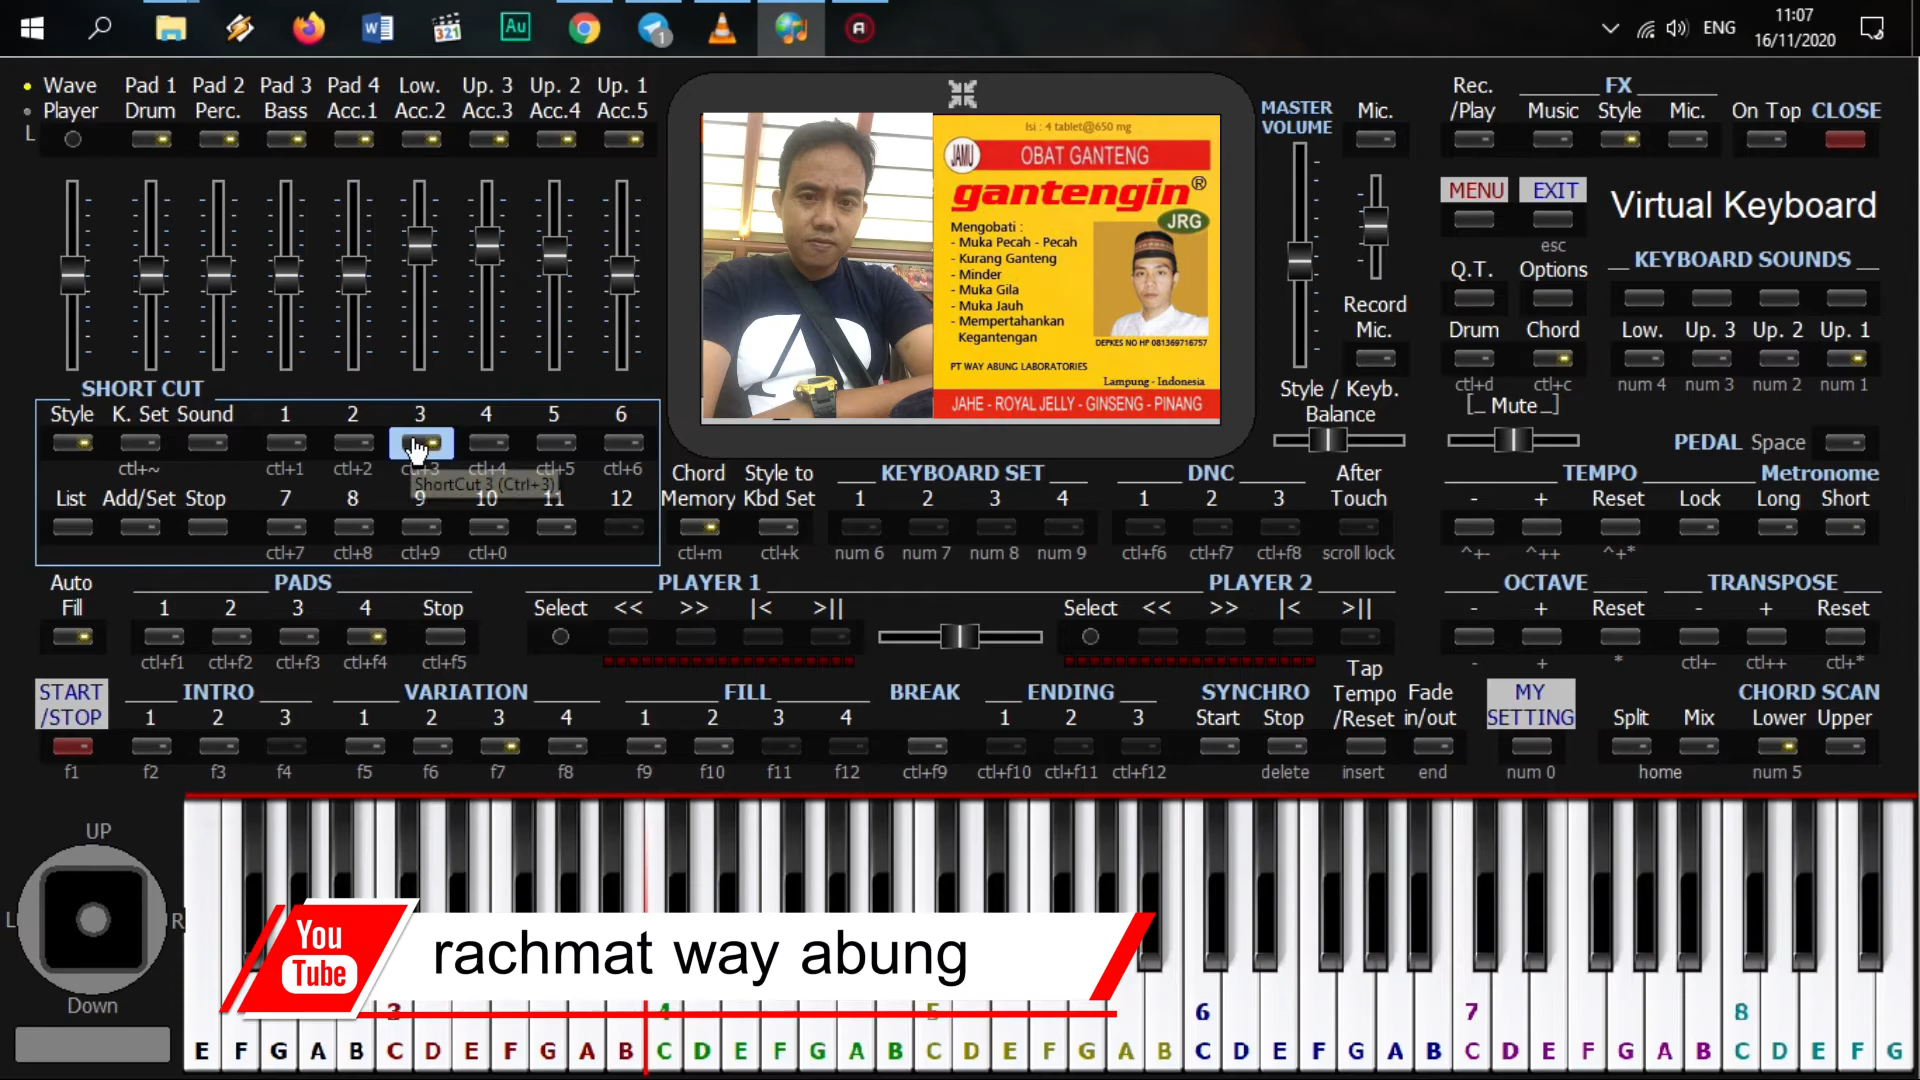 1
A
ENG
11:07
16/11/2020
Wave
Player
L
Pad 1 Pad 2 Pad 3 Pad 4 Low. Up. 3 Up. 2 Up. 1
Drum Perc. Bass Acc.1 Acc.2 Acc.3 Acc.4 Acc.5
Isi : 4 tablet@650 mg
JAMU
OBAT GANTENG
gantengin®
JRG
Mengobati :
- Muka Pecah - Pecah
- Kurang Ganteng
- Minder
- Muka Gila
- Muka Jauh
- Mempertahankan
Kegantengan
DEPKES NO HP 081369716757
PT WAY ABUNG LABORATORIES
Lampung - Indonesia
JAHE - ROYAL JELLY - GINSENG - PINANG
MASTER
VOLUME
Mic.
Record
Mic.
Style / Keyb.
Balance
Rec.
/Play
FX
Music Style Mic.
On Top CLOSE
MENU EXIT
esc
Virtual Keyboard
Q.T. Options
KEYBOARD SOUNDS
Drum Chord
Low. Up. 3 Up. 2 Up. 1
ctl+d ctl+c
num 4 num 3 num 2 num 1
[_ Mute _]
PEDAL Space
SHORT CUT
Style K. Set Sound 1 2 3 4 5 6
ctl+~ ctl+1 ctl+2 ctl+3 ctl+4 ctl+5 ctl+6
ShortCut 3 (Ctrl+3)
List Add/Set Stop 7 8 9 10 11 12
ctl+7 ctl+8 ctl+9 ctl+0
Chord
Memory
ctl+m
Style to
Kbd Set
ctl+k
KEYBOARD SET
1 2 3 4
num 6 num 7 num 8 num 9
DNC
1 2 3
ctl+f6 ctl+f7 ctl+f8
After
Touch
scroll lock
TEMPO
- + Reset Lock
^+- ^++ ^+*
Metronome
Long Short
Auto
Fill
PADS
1 2 3 4 Stop
ctl+f1 ctl+f2 ctl+f3 ctl+f4 ctl+f5
PLAYER 1
Select << >> |< >||
PLAYER 2
Select << >> |< >||
OCTAVE
- + Reset
- + *
TRANSPOSE
- + Reset
ctl+- ctl++ ctl+*
START
/STOP
f1
INTRO
1 2 3
f2 f3 f4
VARIATION
1 2 3 4
f5 f6 f7 f8
FILL
1 2 3 4
f9 f10 f11 f12
BREAK
ctl+f9
ENDING
1 2 3
ctl+f10 ctl+f11 ctl+f12
SYNCHRO
Start Stop
delete
Tap
Tempo
/Reset
insert
Fade
in/out
end
MY
SETTING
num 0
Split Mix
home
CHORD SCAN
Lower Upper
num 5
UP
L R
Down
You
Tube
rachmat way abung
3 4 5 6 7 8
E F G A B C D E F G A B C D E F G A B C D E F G A B C D E F G A B C D E F G A B C D E F G